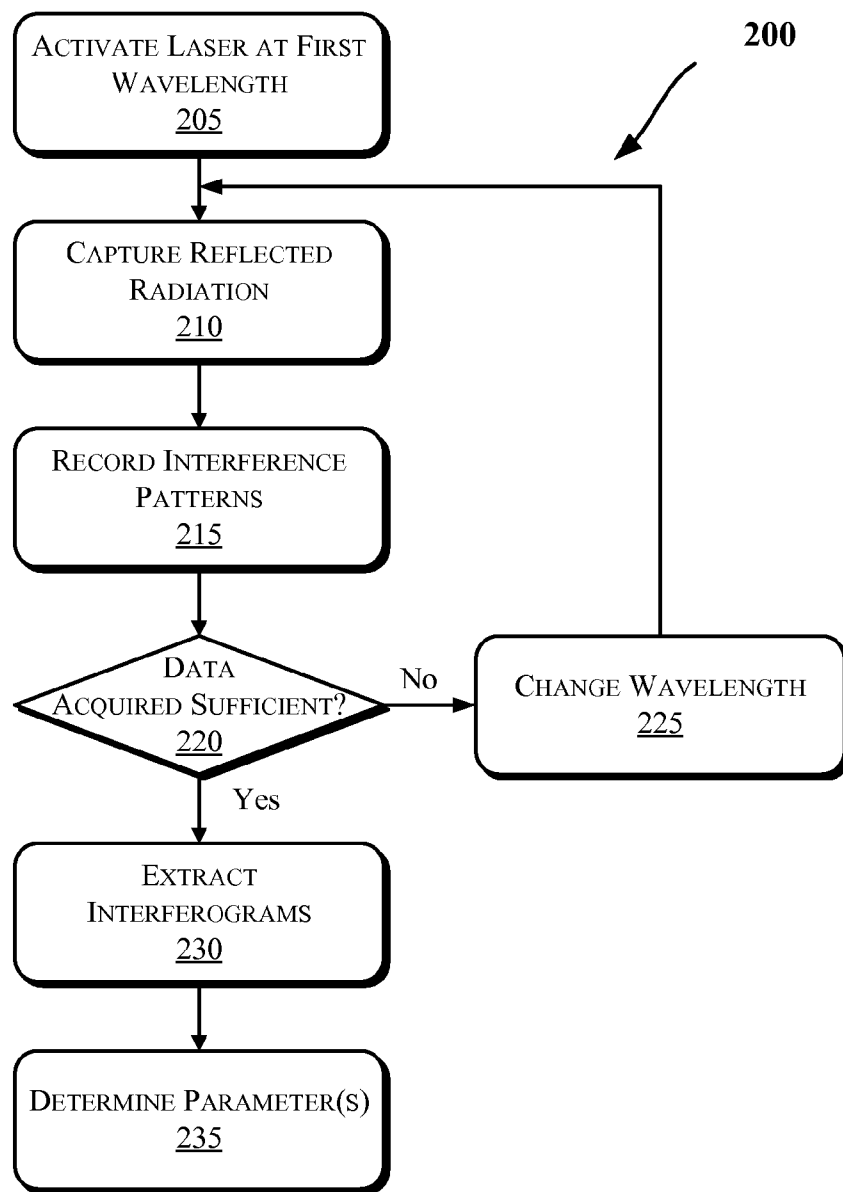 200
ACTIVATE LASER AT FIRST
WAVELENGTH
205
CAPTURE REFLECTED
RADIATION
210
RECORD INTERFERENCE
PATTERNS
215
DATA
ACQUIRED SUFFICIENT?
220
No
CHANGE WAVELENGTH
225
Yes
EXTRACT
INTERFEROGRAMS
230
DETERMINE PARAMETER(S)
235